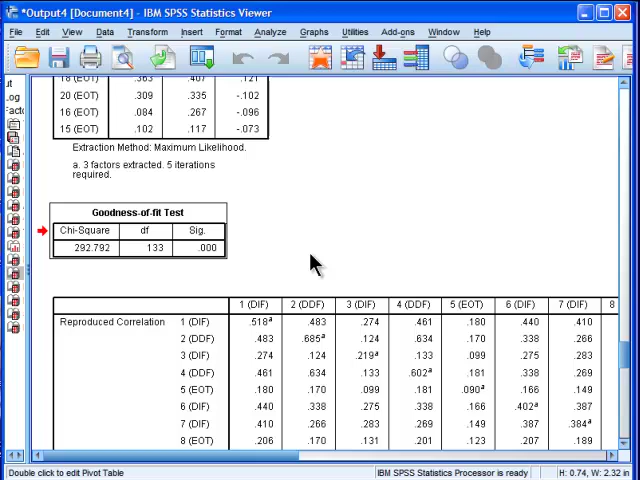 *Output4 [Document4] - IBM SPSS Statistics Viewer
File Edit View Data Transform Insert Format Analyze Graphs Utilities Add-ons Window Help
Log
18 (EOT) .363 .407 .121
20 (EOT) .309 .335 -.102
16 (EOT) .084 .267 -.096
15 (EOT) .102 .117 -.073
Extraction Method: Maximum Likelihood.
a. 3 factors extracted. 5 iterations
required.
Goodness-of-fit Test
Chi-Square df Sig.
292.792 133 .000
1 (DIF) 2 (DDF) 3 (DIF) 4 (DDF) 5 (EOT) 6 (DIF) 7 (DIF) 8
Reproduced Correlation 1 (DIF) .518a .483 .274 .461 .180 .440 .410
2 (DDF) .483 .685a .124 .634 .170 .338 .266
3 (DIF) .274 .124 .219a .133 .099 .275 .283
4 (DDF) .461 .634 .133 .602a .181 .338 .269
5 (EOT) .180 .170 .099 .181 .090a .166 .149
6 (DIF) .440 .338 .275 .338 .166 .402a .387
7 (DIF) .410 .266 .283 .269 .149 .387 .384a
8 (EOT) .206 .170 .131 .201 .123 .207 .189
Double click to edit Pivot Table IBM SPSS Statistics Processor is ready H: 0.74, W: 2.32 in